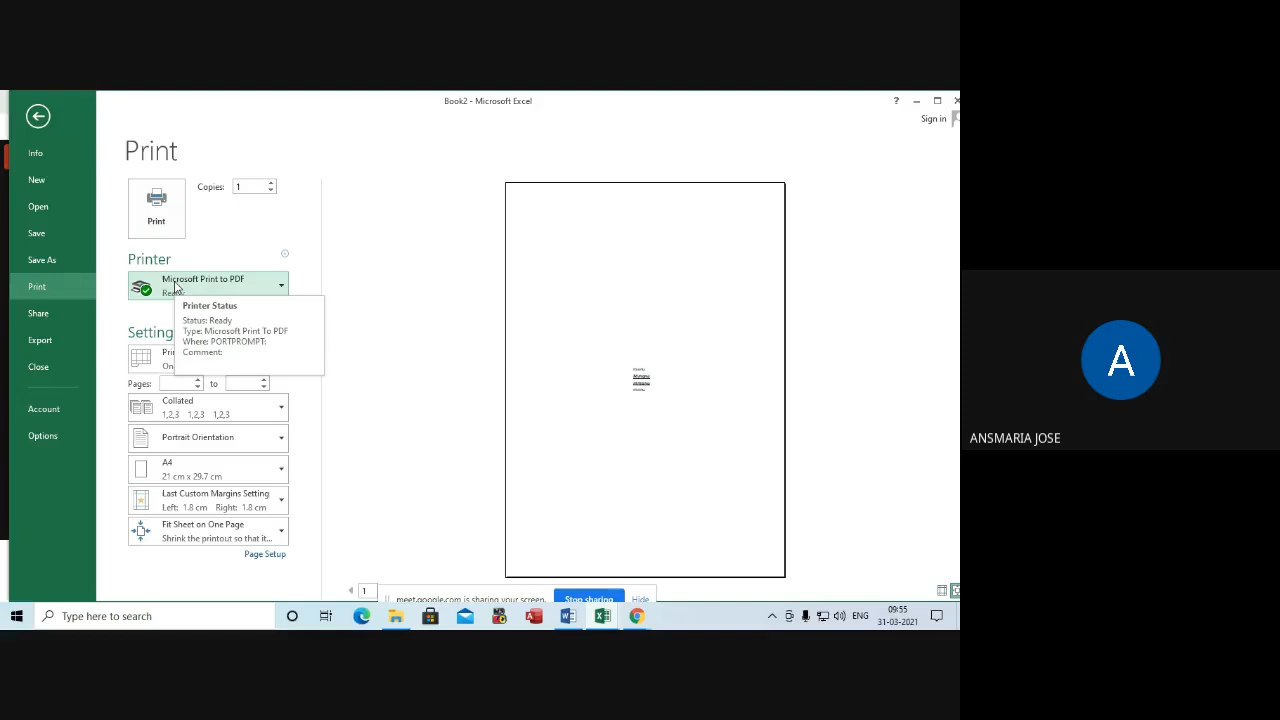 Book2 - Microsoft Excel
?
Sign in
Info
New
Open
Save
Save As
Print
Share
Export
Close
Account
Options
Print
Print
Copies: 1
Printer
Microsoft Print to PDF
Printer Status
Status: Ready
Type: Microsoft Print To PDF
Where: PORTPROMPT:
Comment:
Setting
Pages: to
Collated
1,2,3 1,2,3 1,2,3
Portrait Orientation
A4
21 cm x 29.7 cm
Last Custom Margins Setting
Left: 1.8 cm Right: 1.8 cm
Fit Sheet on One Page
Shrink the printout so that it...
Page Setup
1
meet.google.com is sharing your screen.
Stop sharing
Hide
Type here to search
ENG
09:55
31-03-2021
A
ANSMARIA JOSE